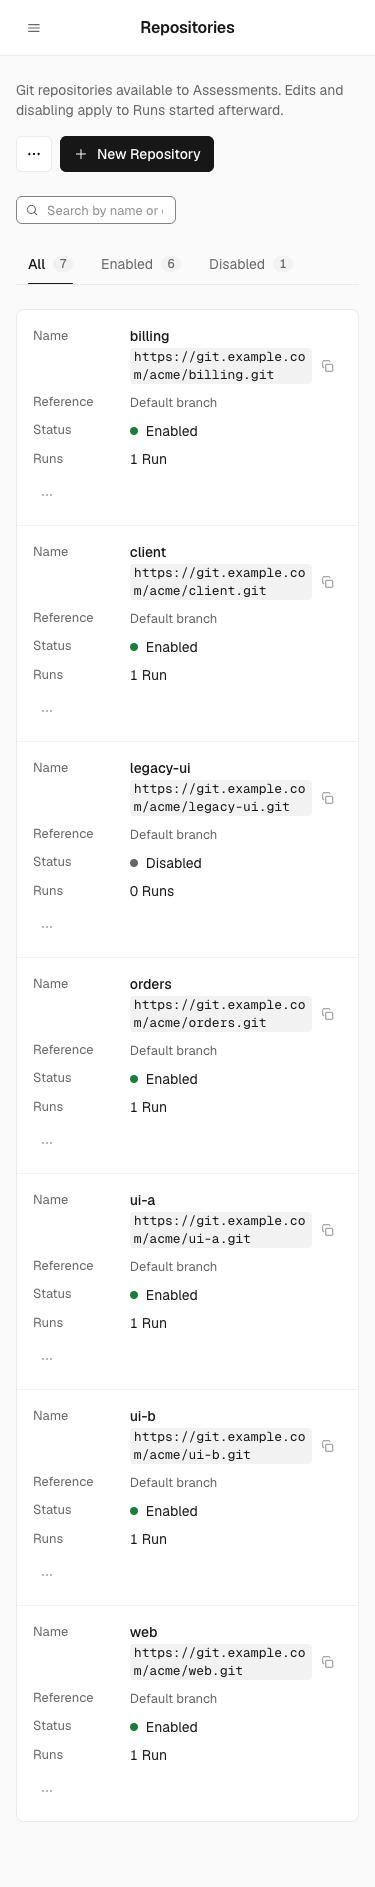 Repositories
Git repositories available to Assessments. Edits and
disabling apply to Runs started afterward.
... + New Repository
Search by name or
All 7 Enabled 6 Disabled 1
Name billing
https://git.example.co
m/acme/billing.git
Reference Default branch
Status Enabled
Runs 1 Run
...
Name client
https://git.example.co
m/acme/client.git
Reference Default branch
Status Enabled
Runs 1 Run
...
Name legacy-ui
https://git.example.co
m/acme/legacy-ui.git
Reference Default branch
Status Disabled
Runs 0 Runs
...
Name orders
https://git.example.co
m/acme/orders.git
Reference Default branch
Status Enabled
Runs 1 Run
...
Name ui-a
https://git.example.co
m/acme/ui-a.git
Reference Default branch
Status Enabled
Runs 1 Run
...
Name ui-b
https://git.example.co
m/acme/ui-b.git
Reference Default branch
Status Enabled
Runs 1 Run
...
Name web
https://git.example.co
m/acme/web.git
Reference Default branch
Status Enabled
Runs 1 Run
...